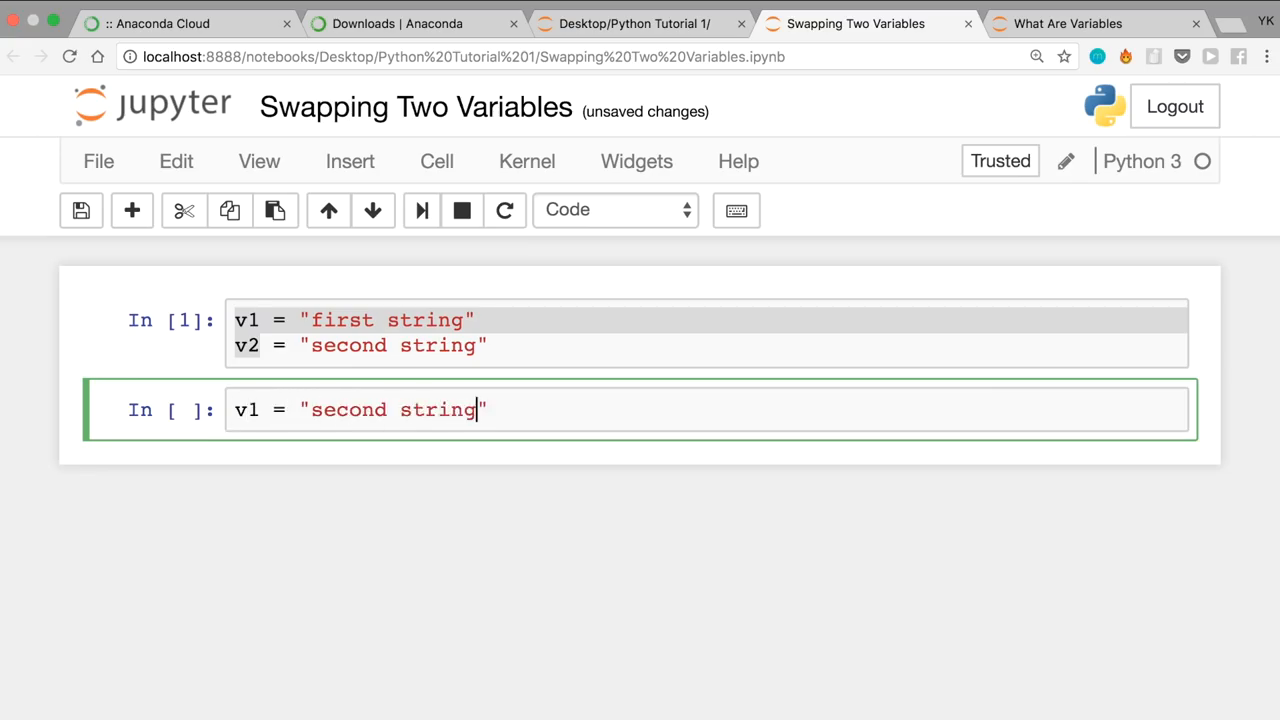 :: Anaconda Cloud
Downloads | Anaconda
Desktop/Python Tutorial 1/
Swapping Two Variables
What Are Variables
YK
localhost:8888/notebooks/Desktop/Python%20Tutorial%201/Swapping%20Two%20Variables.ipynb
jupyter
Swapping Two Variables (unsaved changes)
Logout
File Edit View Insert Cell Kernel Widgets Help
Trusted
Python 3
Code
In [1]:
v1 = "first string"
v2 = "second string"
In [ ]:
v1 = "second string"